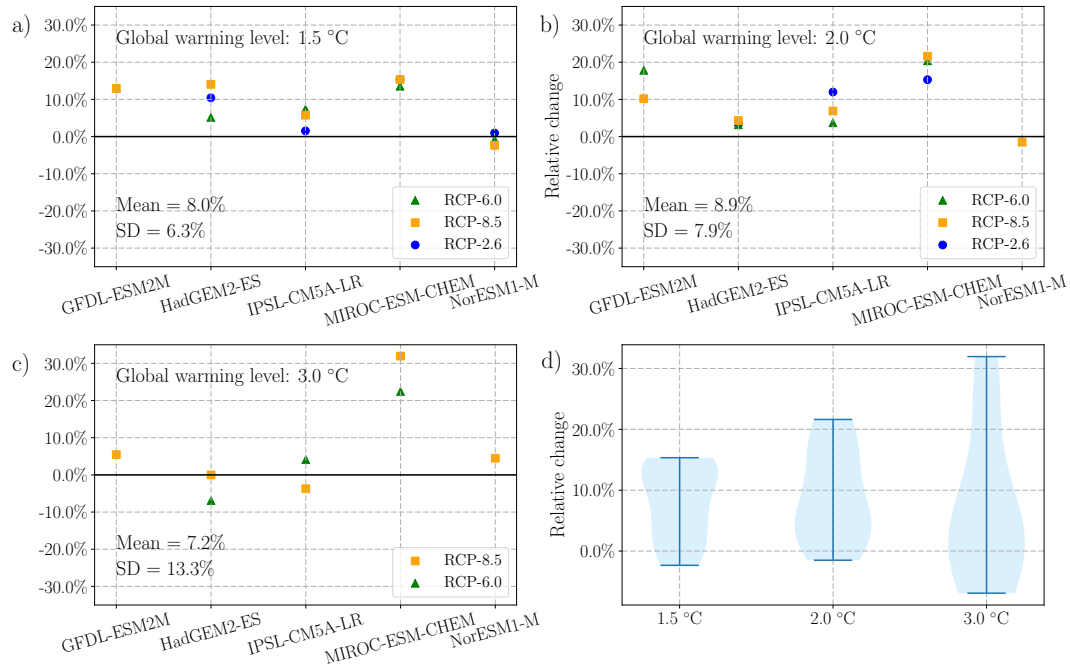 a)
30.0%
20.0%
10.0%
0.0%
-10.0%
-20.0%
-30.0%
Global warming level: 1.5 °C
Mean = 8.0%
SD = 6.3%
RCP-6.0
RCP-8.5
RCP-2.6
GFDL-ESM2M
HadGEM2-ES
IPSL-CM5A-LR
MIROC-ESM-CHEM
NorESM1-M
b)
Relative change
30.0%
20.0%
10.0%
0.0%
-10.0%
-20.0%
-30.0%
Global warming level: 2.0 °C
Mean = 8.9%
SD = 7.9%
RCP-6.0
RCP-8.5
RCP-2.6
GFDL-ESM2M
HadGEM2-ES
IPSL-CM5A-LR
MIROC-ESM-CHEM
NorESM1-M
c)
30.0%
20.0%
10.0%
0.0%
-10.0%
-20.0%
-30.0%
Global warming level: 3.0 °C
Mean = 7.2%
SD = 13.3%
RCP-8.5
RCP-6.0
GFDL-ESM2M
HadGEM2-ES
IPSL-CM5A-LR
MIROC-ESM-CHEM
NorESM1-M
d)
Relative change
30.0%
20.0%
10.0%
0.0%
1.5 °C
2.0 °C
3.0 °C